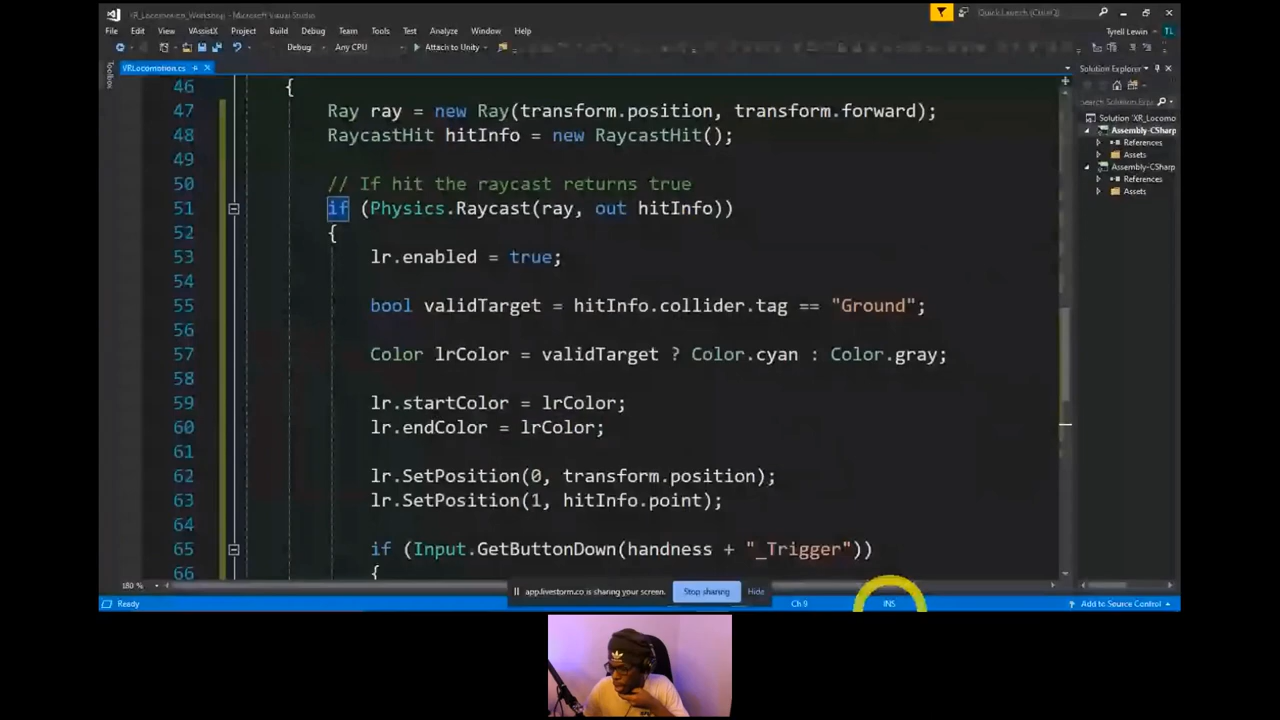 XR_Locomotion_Workshop - Microsoft Visual Studio
Quick Launch (Ctrl+Q)
File Edit View VAssistX Project Build Debug Team Tools Test Analyze Window Help
Tyrell Lewin TL
Debug Any CPU Attach to Unity
VRLocomotion.cs
Solution Explorer
Toolbox
Search Solution Explo
Solution 'XR_Locomo
Assembly-CSharp
References
Assets
Assembly-CSharp
References
Assets
46 {
47 Ray ray = new Ray(transform.position, transform.forward);
48 RaycastHit hitInfo = new RaycastHit();
49
50 // If hit the raycast returns true
51 if (Physics.Raycast(ray, out hitInfo))
52 {
53 lr.enabled = true;
54
55 bool validTarget = hitInfo.collider.tag == "Ground";
56
57 Color lrColor = validTarget ? Color.cyan : Color.gray;
58
59 lr.startColor = lrColor;
60 lr.endColor = lrColor;
61
62 lr.SetPosition(0, transform.position);
63 lr.SetPosition(1, hitInfo.point);
64
65 if (Input.GetButtonDown(handness + "_Trigger"))
66 {
180 %
app.livestorm.co is sharing your screen. Stop sharing Hide
Ready Ch 9 INS Add to Source Control